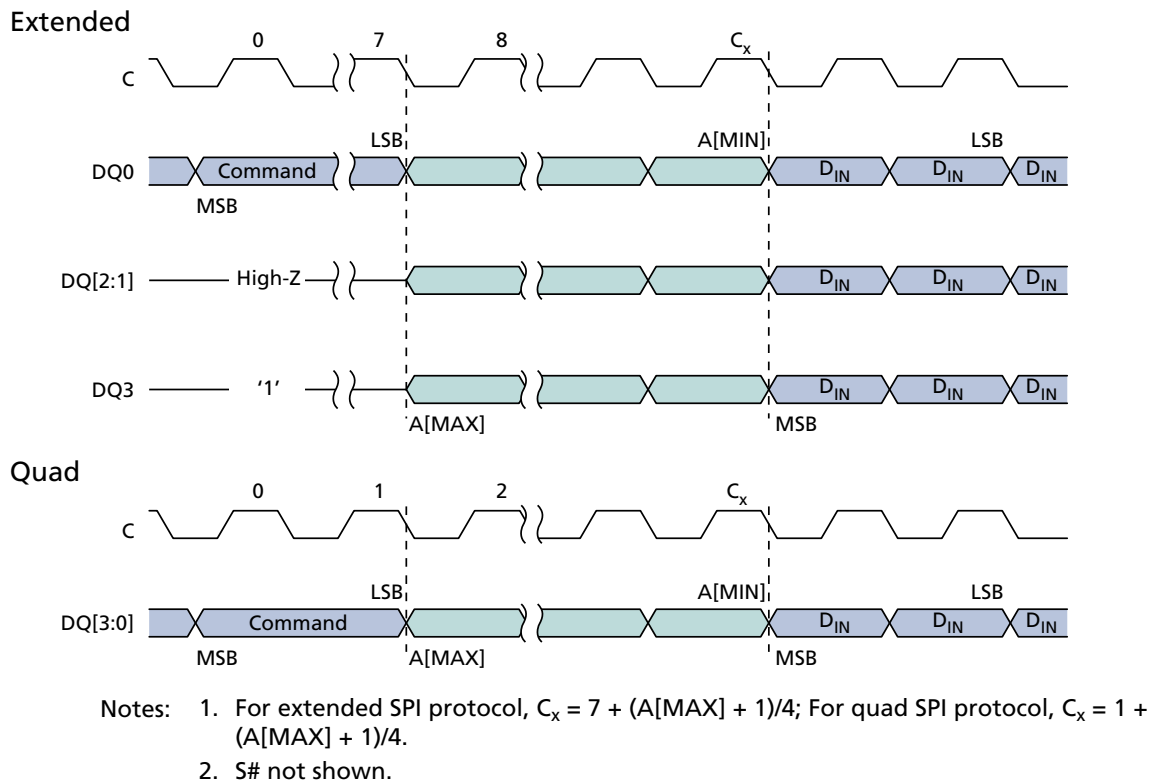 Extended
0 7 8 Cx
C
LSB A[MIN] LSB
DQ0 Command DIN DIN DIN
MSB
DQ[2:1] High-Z DIN DIN DIN
DQ3 '1' DIN DIN DIN
A[MAX] MSB
Quad
0 1 2 Cx
C
LSB A[MIN] LSB
DQ[3:0] Command DIN DIN DIN
MSB A[MAX] MSB
Notes: 1. For extended SPI protocol, Cx = 7 + (A[MAX] + 1)/4; For quad SPI protocol, Cx = 1 +
(A[MAX] + 1)/4.
2. S# not shown.